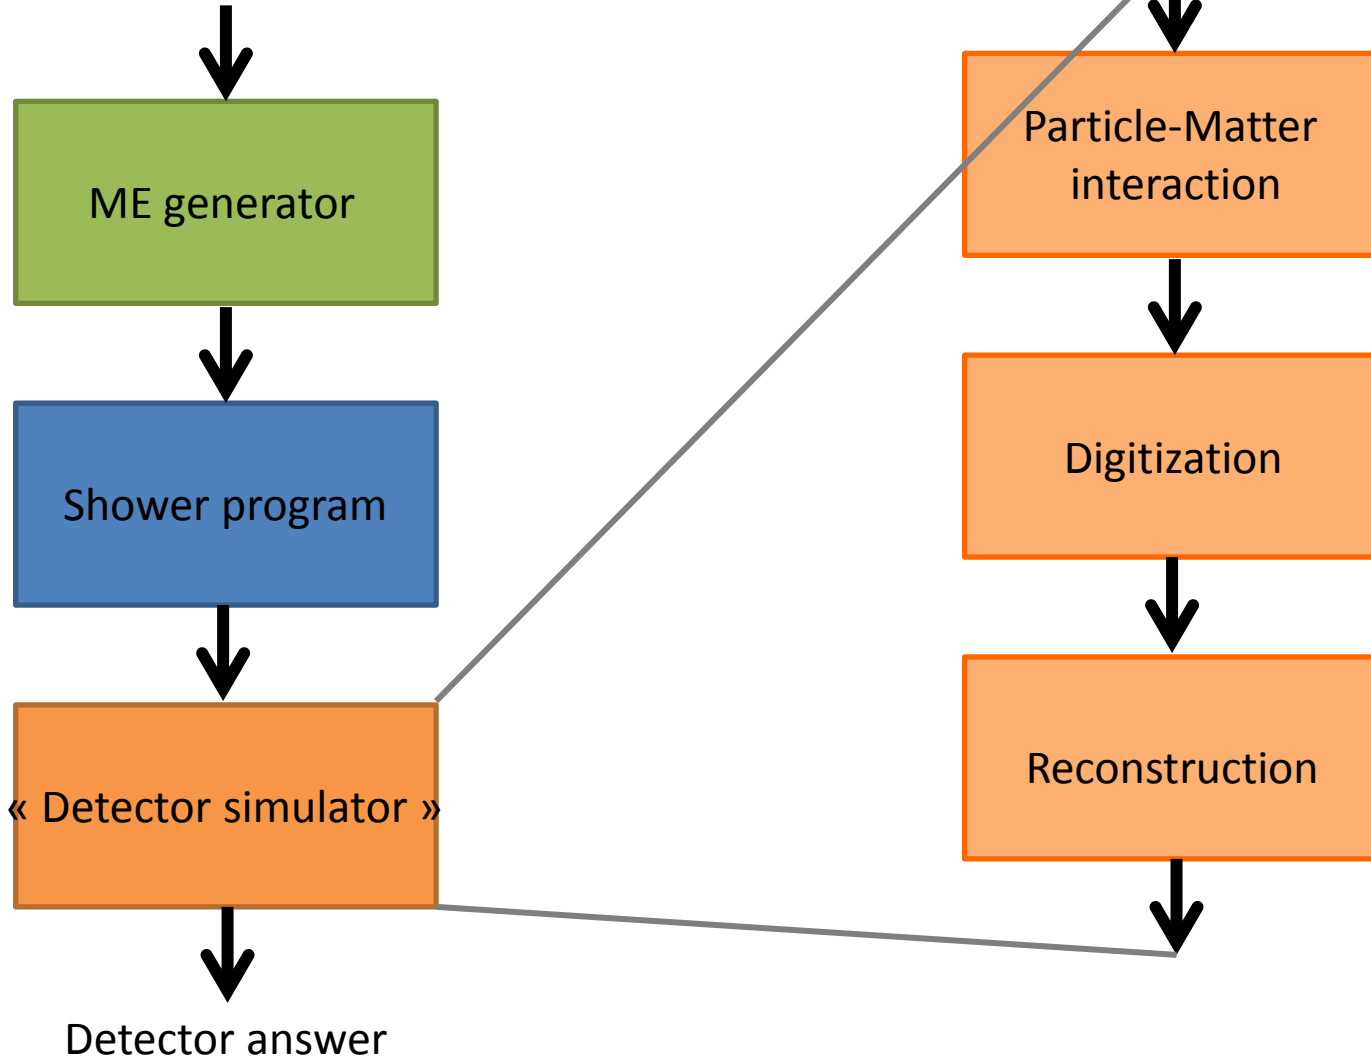 ME generator
Shower program
« Detector simulator »
Detector answer
Particle-Matter
interaction
Digitization
Reconstruction